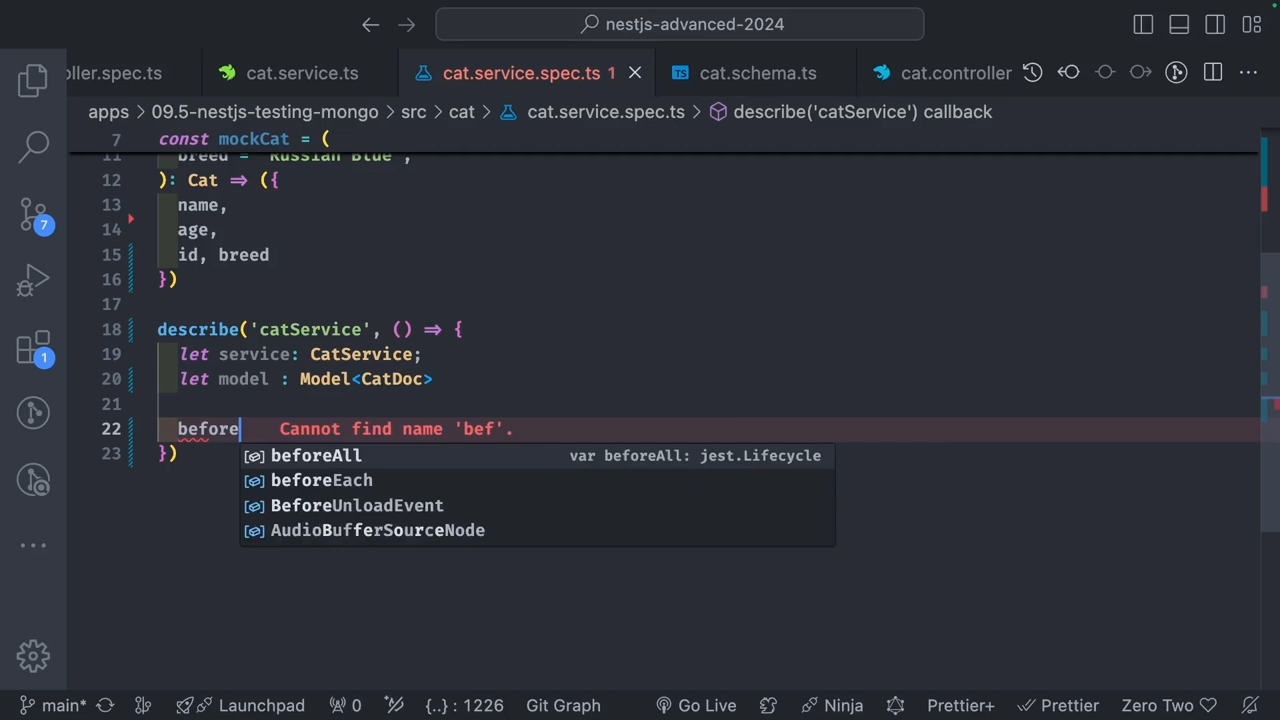 nestjs-advanced-2024
oller.spec.ts
cat.service.ts
cat.service.spec.ts 1
cat.schema.ts
cat.controller
apps > 09.5-nestjs-testing-mongo > src > cat > cat.service.spec.ts > describe('catService') callback
7 const mockCat = (
11 breed = 'Russian Blue',
12 ): Cat => ({
13 name,
14 age,
15 id, breed
16 })
17
18 describe('catService', () => {
19 let service: CatService;
20 let model : Model<CatDoc>
21
22 before Cannot find name 'bef'.
23 })
beforeAll var beforeAll: jest.Lifecycle
beforeEach
BeforeUnloadEvent
AudioBufferSourceNode
7
1
main* Launchpad 0 {..} : 1226 Git Graph Go Live Ninja Prettier+ Prettier Zero Two